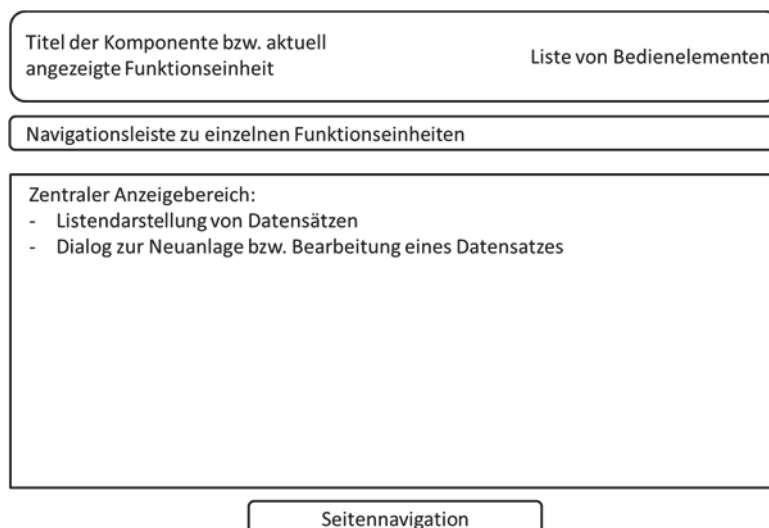 Titel der Komponente bzw. aktuell
angezeigte Funktionseinheit
Liste von Bedienelementen
Navigationsleiste zu einzelnen Funktionseinheiten
Zentraler Anzeigebereich:
- Listendarstellung von Datensätzen
- Dialog zur Neuanlage bzw. Bearbeitung eines Datensatzes
Seitennavigation